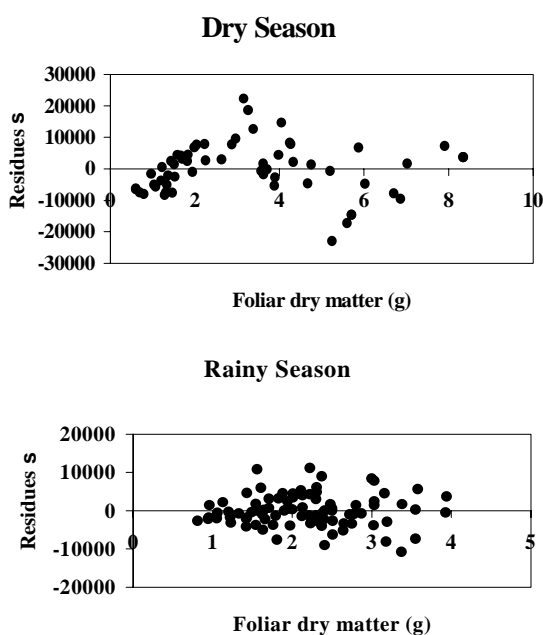 Dry Season
30000
20000
10000
0
-10000
-20000
-30000
0 2 4 6 8 10
Residues s
Foliar dry matter (g)
Rainy Season
20000
10000
0
-10000
-20000
0 1 2 3 4 5
Residues s
Foliar dry matter (g)